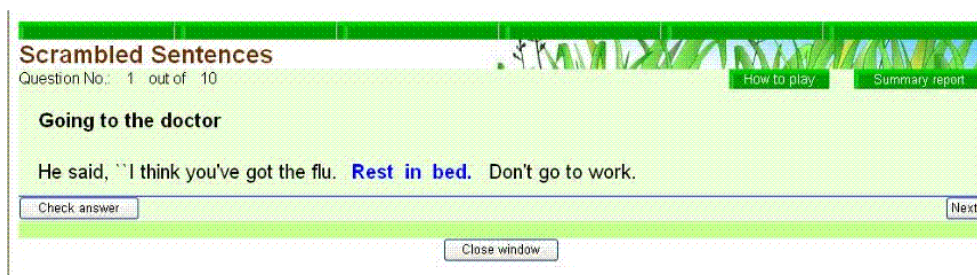 Scrambled Sentences
Question No.: 1 out of 10
How to play
Summary report
Going to the doctor
He said, ``I think you've got the flu. Rest in bed. Don't go to work.
Check answer
Next
Close window